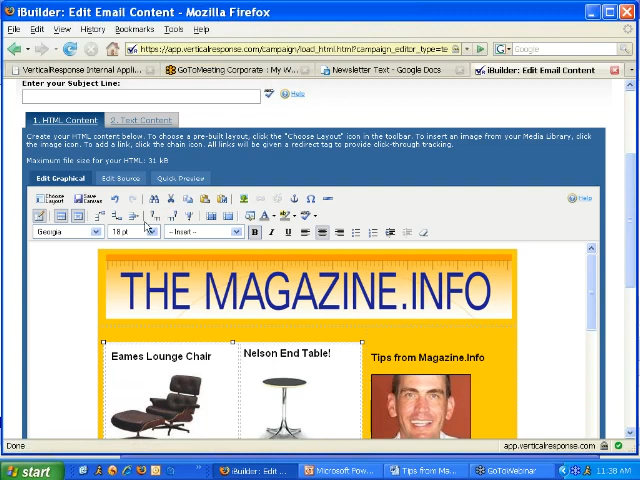 iBuilder: Edit Email Content - Mozilla Firefox
File Edit View History Bookmarks Tools Help
https://app.verticalresponse.com/campaign/load_html.html?campaign_editor_type=te
Google
VerticalResponse Internal Appli...
GoToMeeting Corporate : My W...
Newsletter Text - Google Docs
iBuilder: Edit Email Content
Enter your Subject Line:
Help
1. HTML Content
2. Text Content
Create your HTML content below. To choose a pre-built layout, click the "Choose Layout" icon in the toolbar. To insert an image from your Media Library, click
the image icon. To add a link, click the chain icon. All links will be given a redirect tag to provide click-through tracking.
Maximum file size for your HTML: 31 kB
Edit Graphical
Edit Source
Quick Preview
Choose Layout
Save Canvas
Help
Georgia
18 pt
-- Insert --
B I U
THE MAGAZINE.INFO
Eames Lounge Chair
Nelson End Table!
Tips from Magazine.Info
Done
app.verticalresponse.com
start
iBuilder: Edit ...
Microsoft Pow...
Tips from Ma...
GoToWebinar
11:38 AM